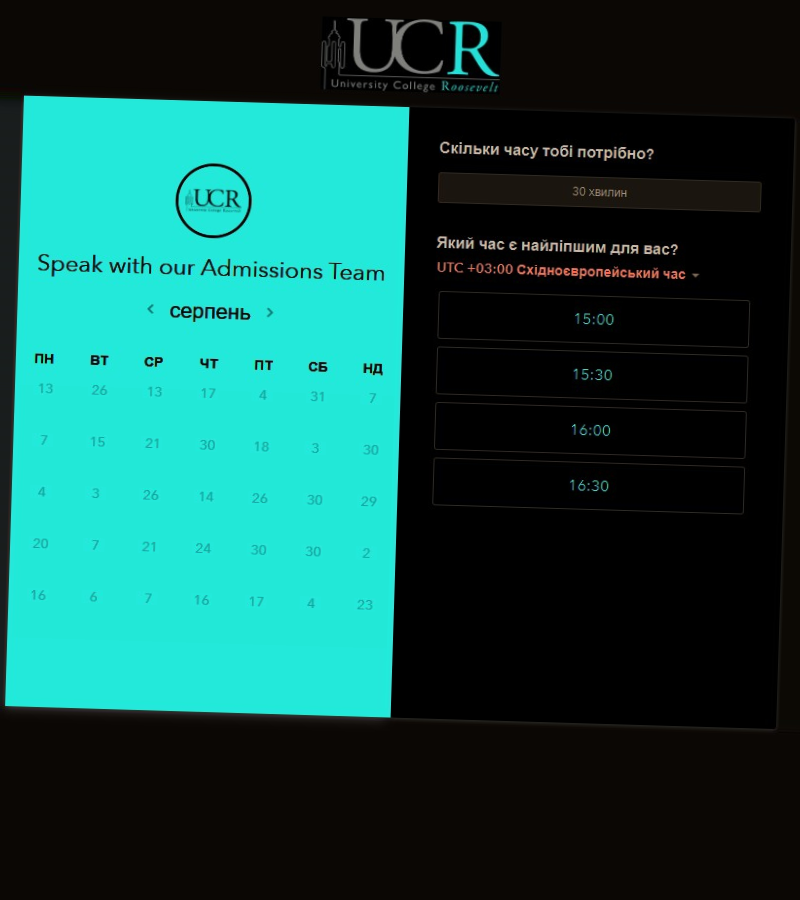 UCR
University College Roosevelt
UCR
University College Roosevelt
Speak with our Admissions Team
серпень
ПН ВТ СР ЧТ ПТ СБ НД
13 26 13 17 4 31 7
7 15 21 30 18 3 30
4 3 26 14 26 30 29
20 7 21 24 30 30 2
16 6 7 16 17 4 23
Скільки часу тобі потрібно?
30 хвилин
Який час є найліпшим для вас?
UTC +03:00 Східноєвропейський час
15:00
15:30
16:00
16:30